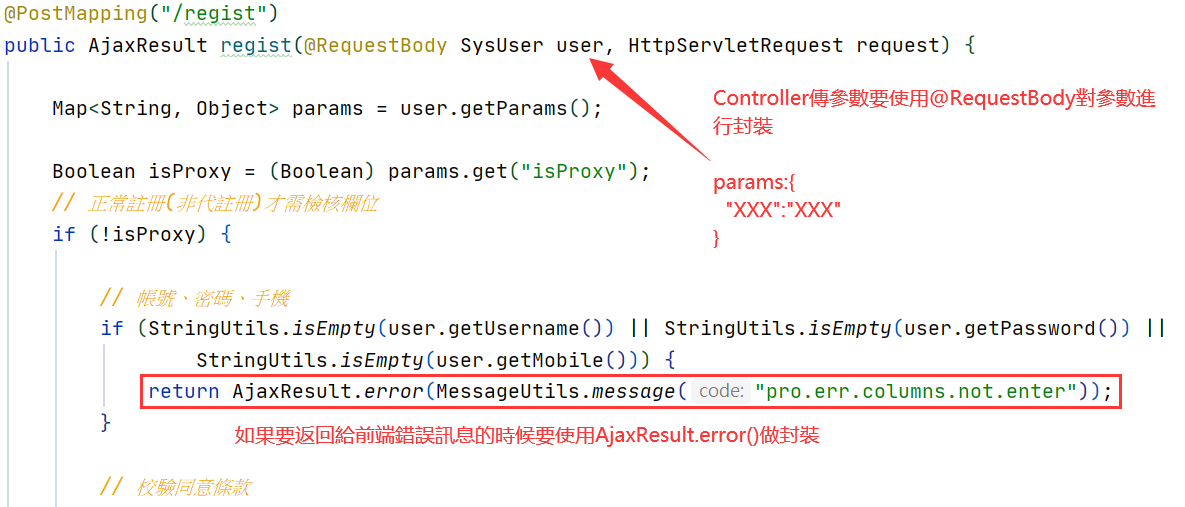 @PostMapping("/regist")
public AjaxResult regist(@RequestBody SysUser user, HttpServletRequest request) {
Map<String, Object> params = user.getParams();
Controller傳參數要使用@RequestBody對參數進
行封裝
Boolean isProxy = (Boolean) params.get("isProxy");
params:{
"XXX":"XXX"
}
// 正常註冊(非代註冊)才需檢核欄位
if (!isProxy) {
// 帳號、密碼、手機
if (StringUtils.isEmpty(user.getUsername()) || StringUtils.isEmpty(user.getPassword()) ||
StringUtils.isEmpty(user.getMobile())) {
return AjaxResult.error(MessageUtils.message( code: "pro.err.columns.not.enter"));
}
如果要返回給前端錯誤訊息的時候要使用AjaxResult.error()做封裝
// 校驗同意條款